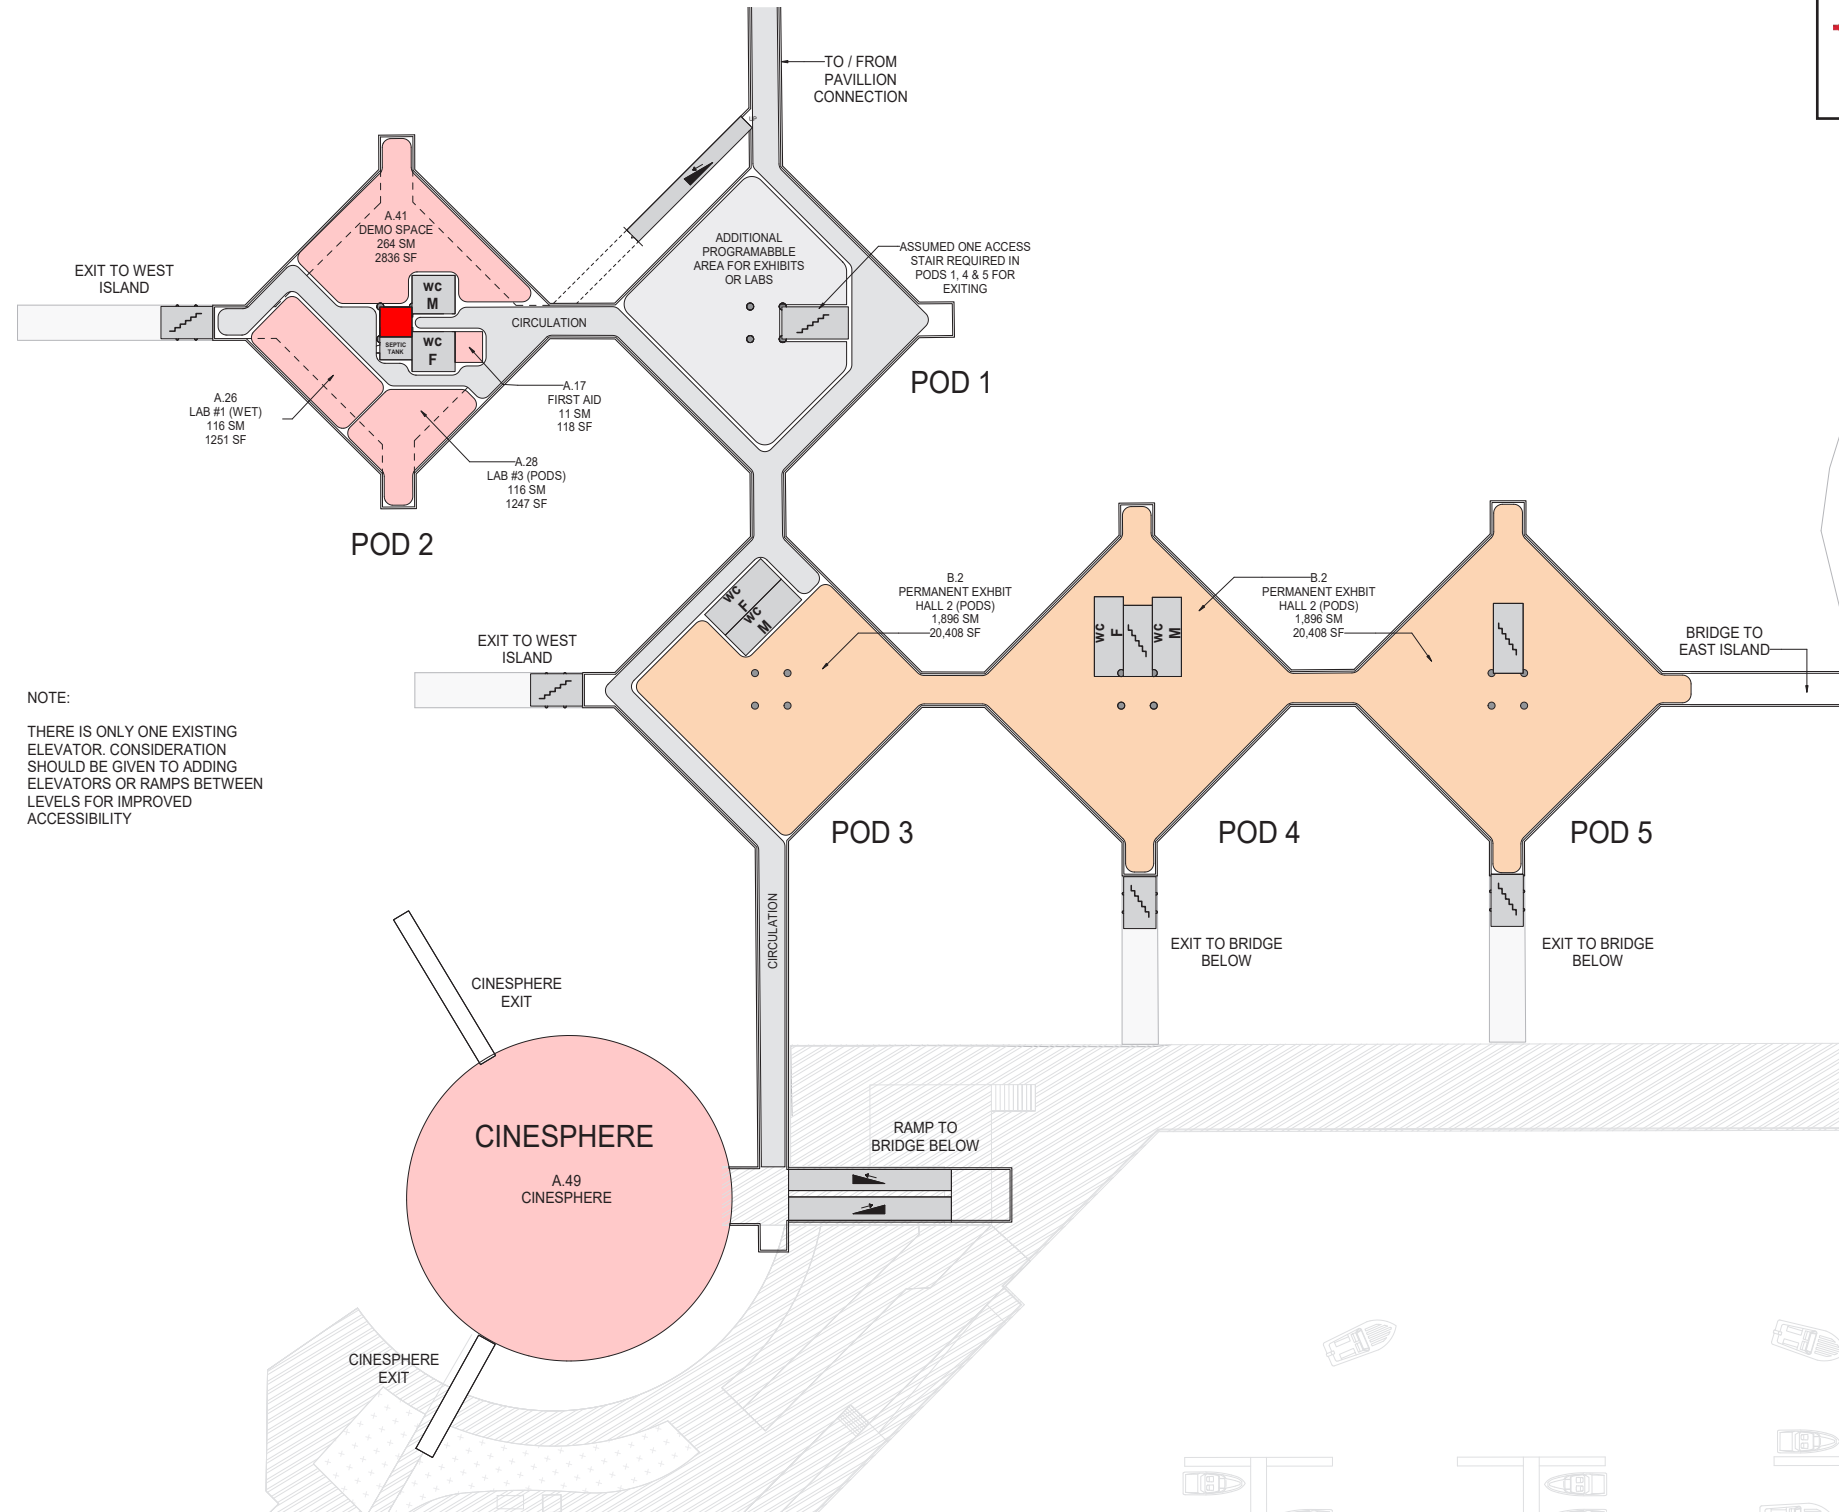 TO / FROM
PAVILLION
CONNECTION
UP
A.41
DEMO SPACE
264 SM
2836 SF
ADDITIONAL
PROGRAMABBLE
AREA FOR EXHIBITS
OR LABS
ASSUMED ONE ACCESS
STAIR REQUIRED IN
PODS 1, 4 & 5 FOR
EXITING
EXIT TO WEST
ISLAND
WC
M
CIRCULATION
SEPTIC
TANK
WC
F
POD 1
A.26
LAB #1 (WET)
116 SM
1251 SF
A.17
FIRST AID
11 SM
118 SF
A.28
LAB #3 (PODS)
116 SM
1247 SF
POD 2
WC
F
WC
M
B.2
PERMANENT EXHBIT
HALL 2 (PODS)
1,896 SM
20,408 SF
WC
F
WC
M
B.2
PERMANENT EXHBIT
HALL 2 (PODS)
1,896 SM
20,408 SF
EXIT TO WEST
ISLAND
BRIDGE TO
EAST ISLAND
NOTE:
THERE IS ONLY ONE EXISTING
ELEVATOR. CONSIDERATION
SHOULD BE GIVEN TO ADDING
ELEVATORS OR RAMPS BETWEEN
LEVELS FOR IMPROVED
ACCESSIBILITY
POD 3
POD 4
POD 5
CIRCULATION
EXIT TO BRIDGE
BELOW
EXIT TO BRIDGE
BELOW
CINESPHERE
EXIT
CINESPHERE
A.49
CINESPHERE
RAMP TO
BRIDGE BELOW
CINESPHERE
EXIT